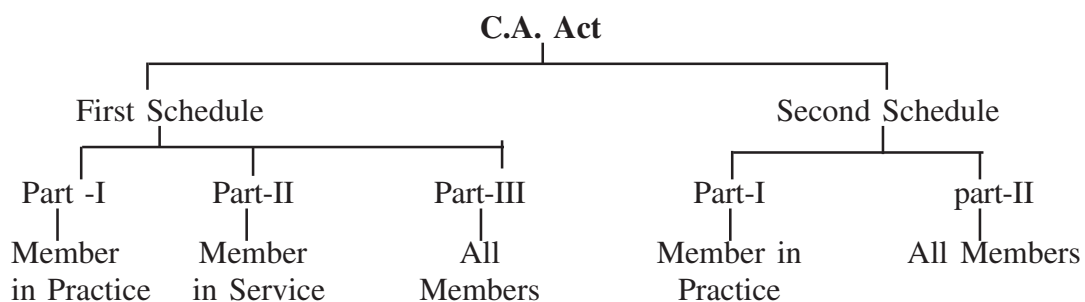 C.A. Act
First Schedule Second Schedule
Part -I Part-II Part-III Part-I part-II
Member Member All Member in All Members
in Practice in Service Members Practice